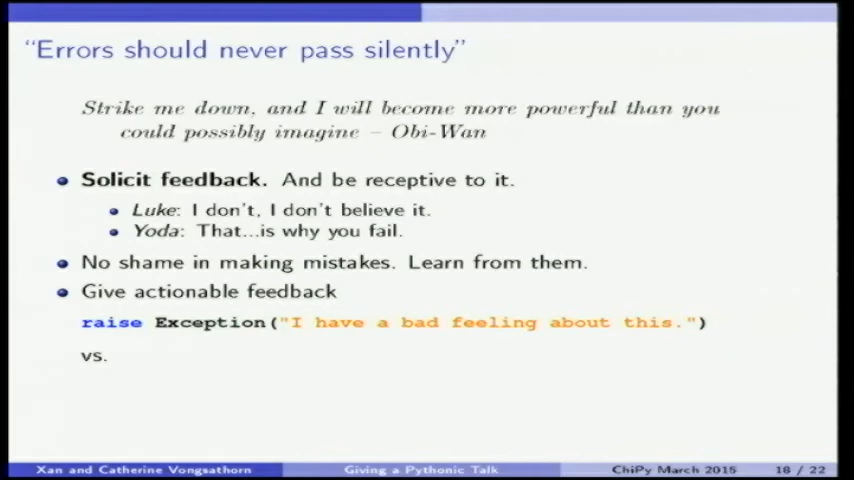 “Errors should never pass silently”
Strike me down, and I will become more powerful than you
could possibly imagine – Obi-Wan
Solicit feedback. And be receptive to it.
Luke: I don't, I don't believe it.
Yoda: That...is why you fail.
No shame in making mistakes. Learn from them.
Give actionable feedback
raise Exception("I have a bad feeling about this.")
vs.
Xan and Catherine Vongsathorn Giving a Pythonic Talk ChiPy March 2015 18 / 22